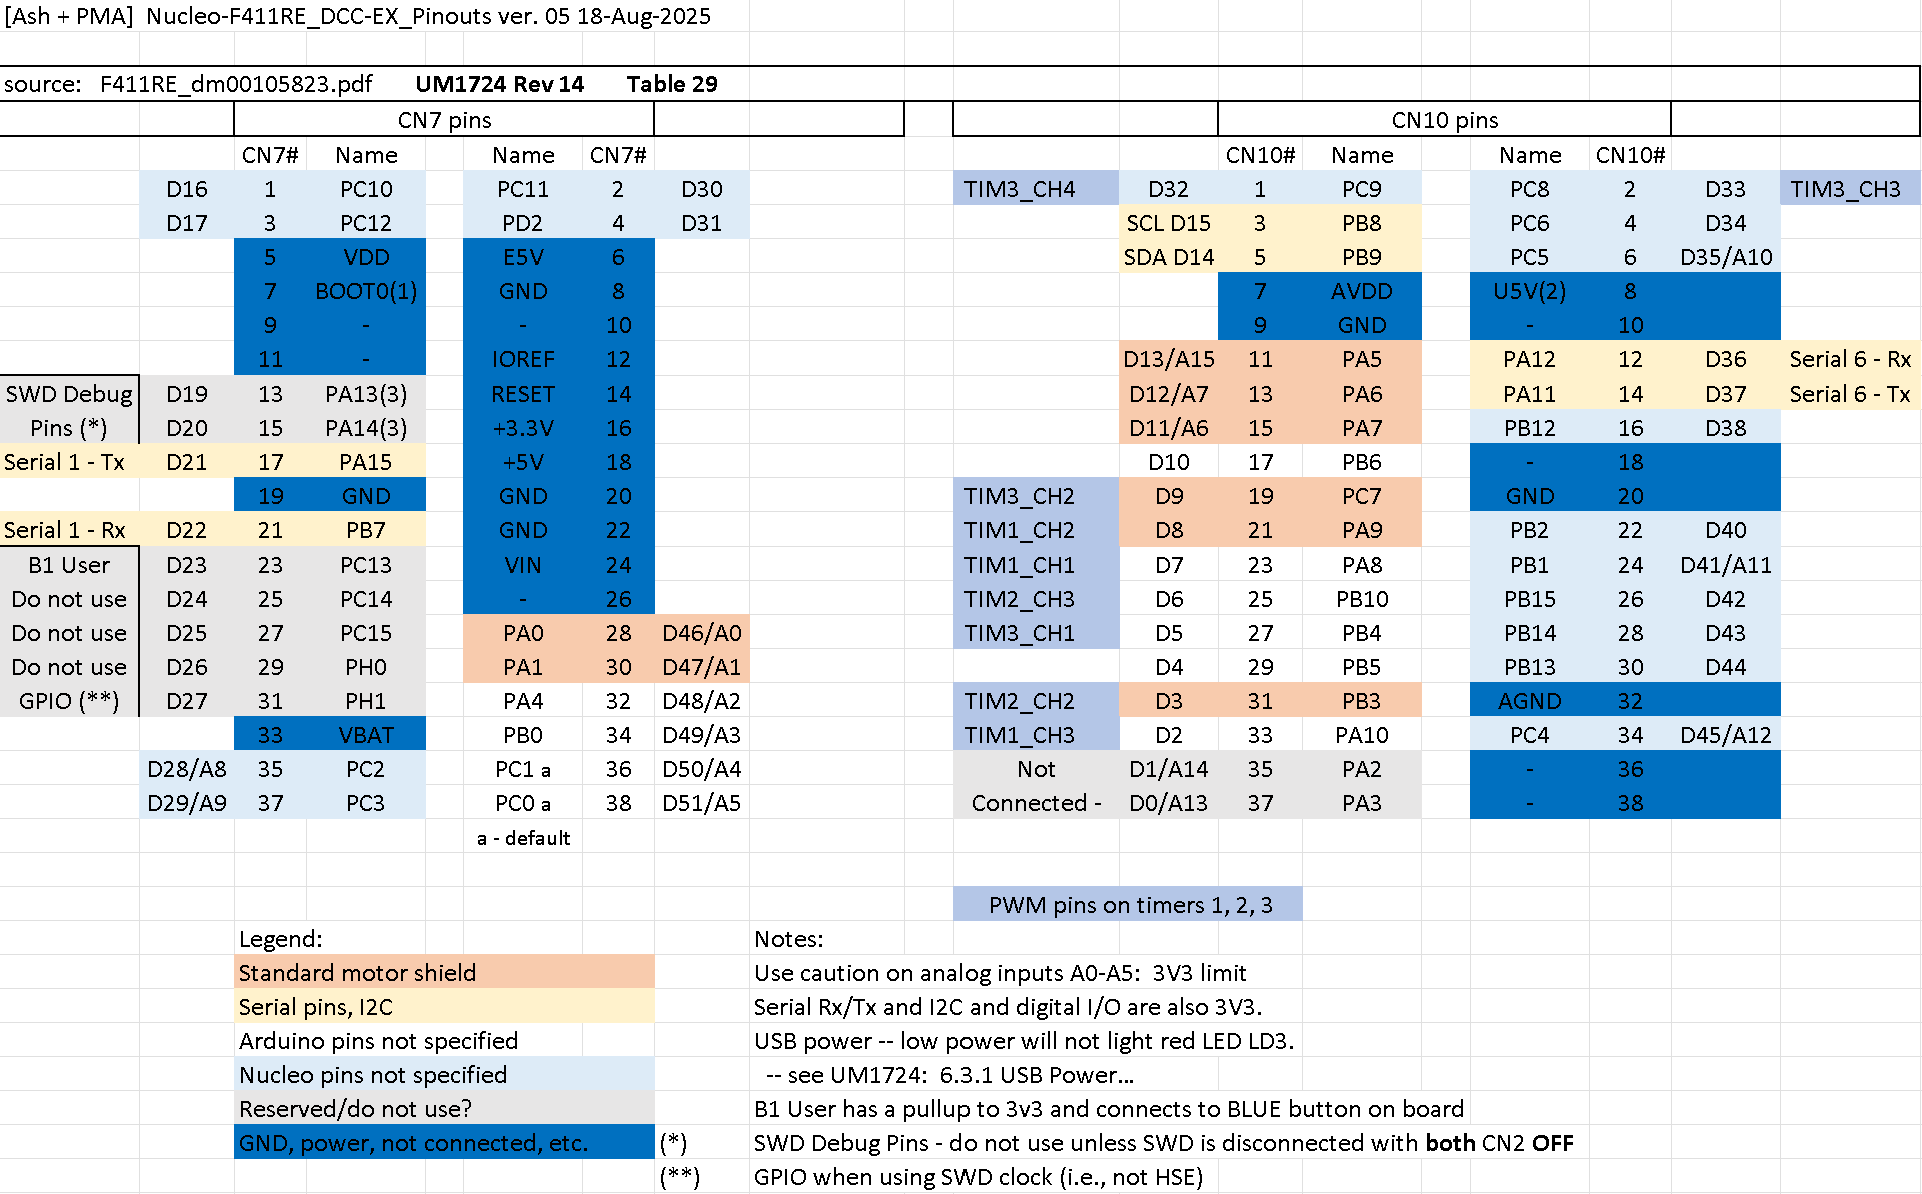 [Ash + PMA]  Nucleo-F411RE_DCC-EX_Pinouts ver. 05 18-Aug-2025
source:   F411RE_dm00105823.pdf   UM1724 Rev 14   Table 29
CN7 pins   CN10 pins
CN7#   Name   Name   CN7#   CN10#   Name   Name   CN10#
D16   1   PC10   PC11   2   D30   TIM3_CH4   D32   1   PC9   PC8   2   D33   TIM3_CH3
D17   3   PC12   PD2   4   D31   SCL D15   3   PB8   PC6   4   D34
5   VDD   E5V   6   SDA D14   5   PB9   PC5   6   D35/A10
7   BOOT0(1)   GND   8   7   AVDD   U5V(2)   8
9   -   -   10   9   GND   -   10
11   -   IOREF   12   D13/A15   11   PA5   PA12   12   D36   Serial 6 - Rx
SWD Debug   D19   13   PA13(3)   RESET   14   D12/A7   13   PA6   PA11   14   D37   Serial 6 - Tx
Pins (*)   D20   15   PA14(3)   +3.3V   16   D11/A6   15   PA7   PB12   16   D38
Serial 1 - Tx   D21   17   PA15   +5V   18   D10   17   PB6   -   18
19   GND   GND   20   TIM3_CH2   D9   19   PC7   GND   20
Serial 1 - Rx   D22   21   PB7   GND   22   TIM1_CH2   D8   21   PA9   PB2   22   D40
B1 User   D23   23   PC13   VIN   24   TIM1_CH1   D7   23   PA8   PB1   24   D41/A11
Do not use   D24   25   PC14   -   26   TIM2_CH3   D6   25   PB10   PB15   26   D42
Do not use   D25   27   PC15   PA0   28   D46/A0   TIM3_CH1   D5   27   PB4   PB14   28   D43
Do not use   D26   29   PH0   PA1   30   D47/A1   D4   29   PB5   PB13   30   D44
GPIO (**)   D27   31   PH1   PA4   32   D48/A2   TIM2_CH2   D3   31   PB3   AGND   32
33   VBAT   PB0   34   D49/A3   TIM1_CH3   D2   33   PA10   PC4   34   D45/A12
D28/A8   35   PC2   PC1 a   36   D50/A4   Not   D1/A14   35   PA2   -   36
D29/A9   37   PC3   PC0 a   38   D51/A5   Connected -   D0/A13   37   PA3   -   38
a - default
PWM pins on timers 1, 2, 3
Legend:   Notes:
Standard motor shield   Use caution on analog inputs A0-A5:  3V3 limit
Serial pins, I2C   Serial Rx/Tx and I2C and digital I/O are also 3V3.
Arduino pins not specified   USB power -- low power will not light red LED LD3.
Nucleo pins not specified   -- see UM1724:  6.3.1 USB Power...
Reserved/do not use?   B1 User has a pullup to 3v3 and connects to BLUE button on board
GND, power, not connected, etc.   (*)   SWD Debug Pins - do not use unless SWD is disconnected with both CN2 OFF
(**)   GPIO when using SWD clock (i.e., not HSE)